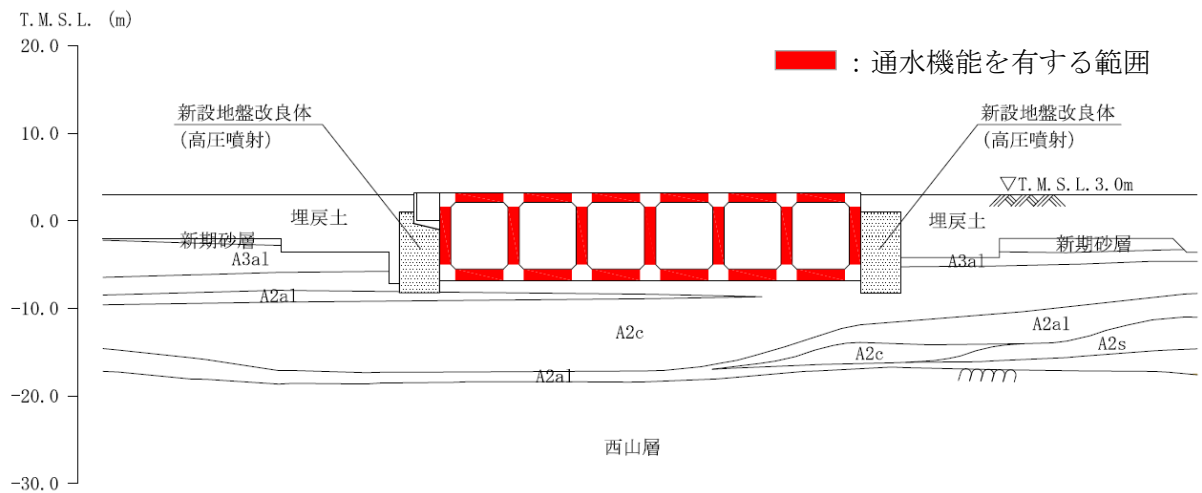 T.M.S.L. (m)
20.0
：通水機能を有する範囲
新設地盤改良体
(高圧噴射)
新設地盤改良体
(高圧噴射)
10.0
▽T.M.S.L.3.0m
0.0
埋戻土
埋戻土
新期砂層
新期砂層
A3al
A3al
A2al
-10.0
A2c
A2al
A2c
A2s
A2al
-20.0
西山層
-30.0